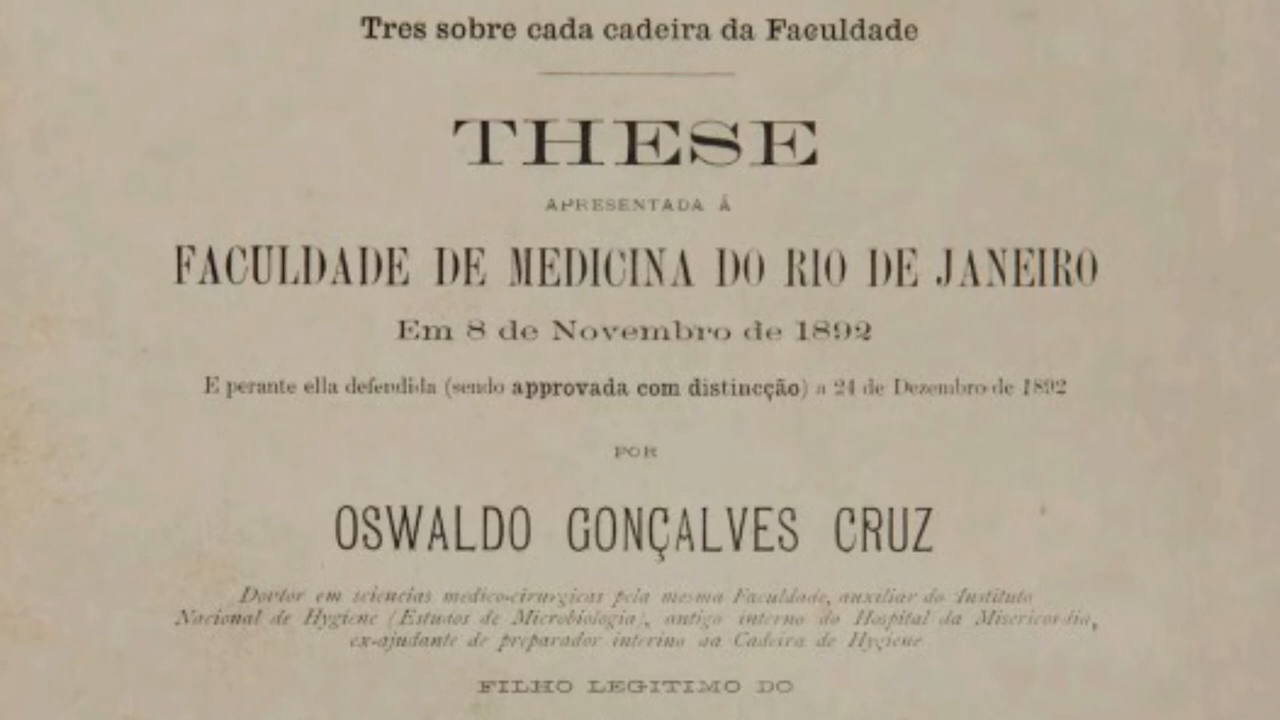 Tres sobre cada cadeira da Faculdade
THESE
APRESENTADA Á
FACULDADE DE MEDICINA DO RIO DE JANEIRO
Em 8 de Novembro de 1892
E perante ella defendida (sendo approvada com distincção) a 24 de Dezembro de 1892
POR
OSWALDO GONÇALVES CRUZ
Doutor em sciencias medico-cirurgicas pela mesma Faculdade, auxiliar do Instituto
Nacional de Hygiene (Estudos de Microbiologia), antigo interno do Hospital da Misericordia,
ex-ajudante de preparador interino da Cadeira de Hygiene
FILHO LEGITIMO DO